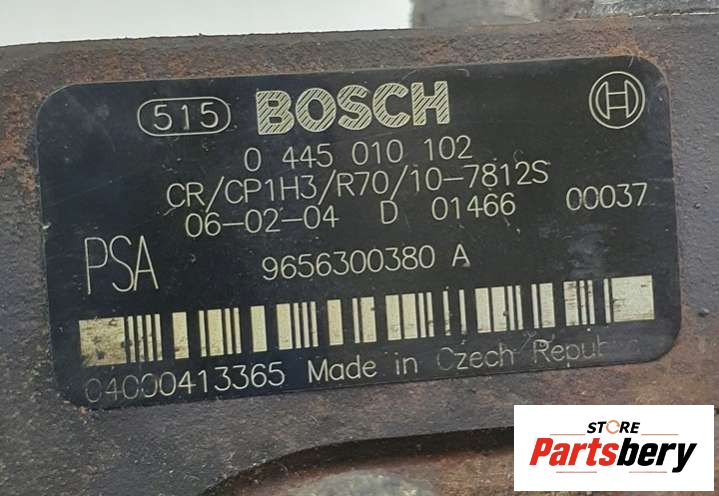 515 BOSCH
0 445 010 102
CR/CP1H3/R70/10-7812S
06-02-04 D 01466 00037
PSA 9656300380 A
04000413365 Made in Czech Republic
STORE
Partsbery